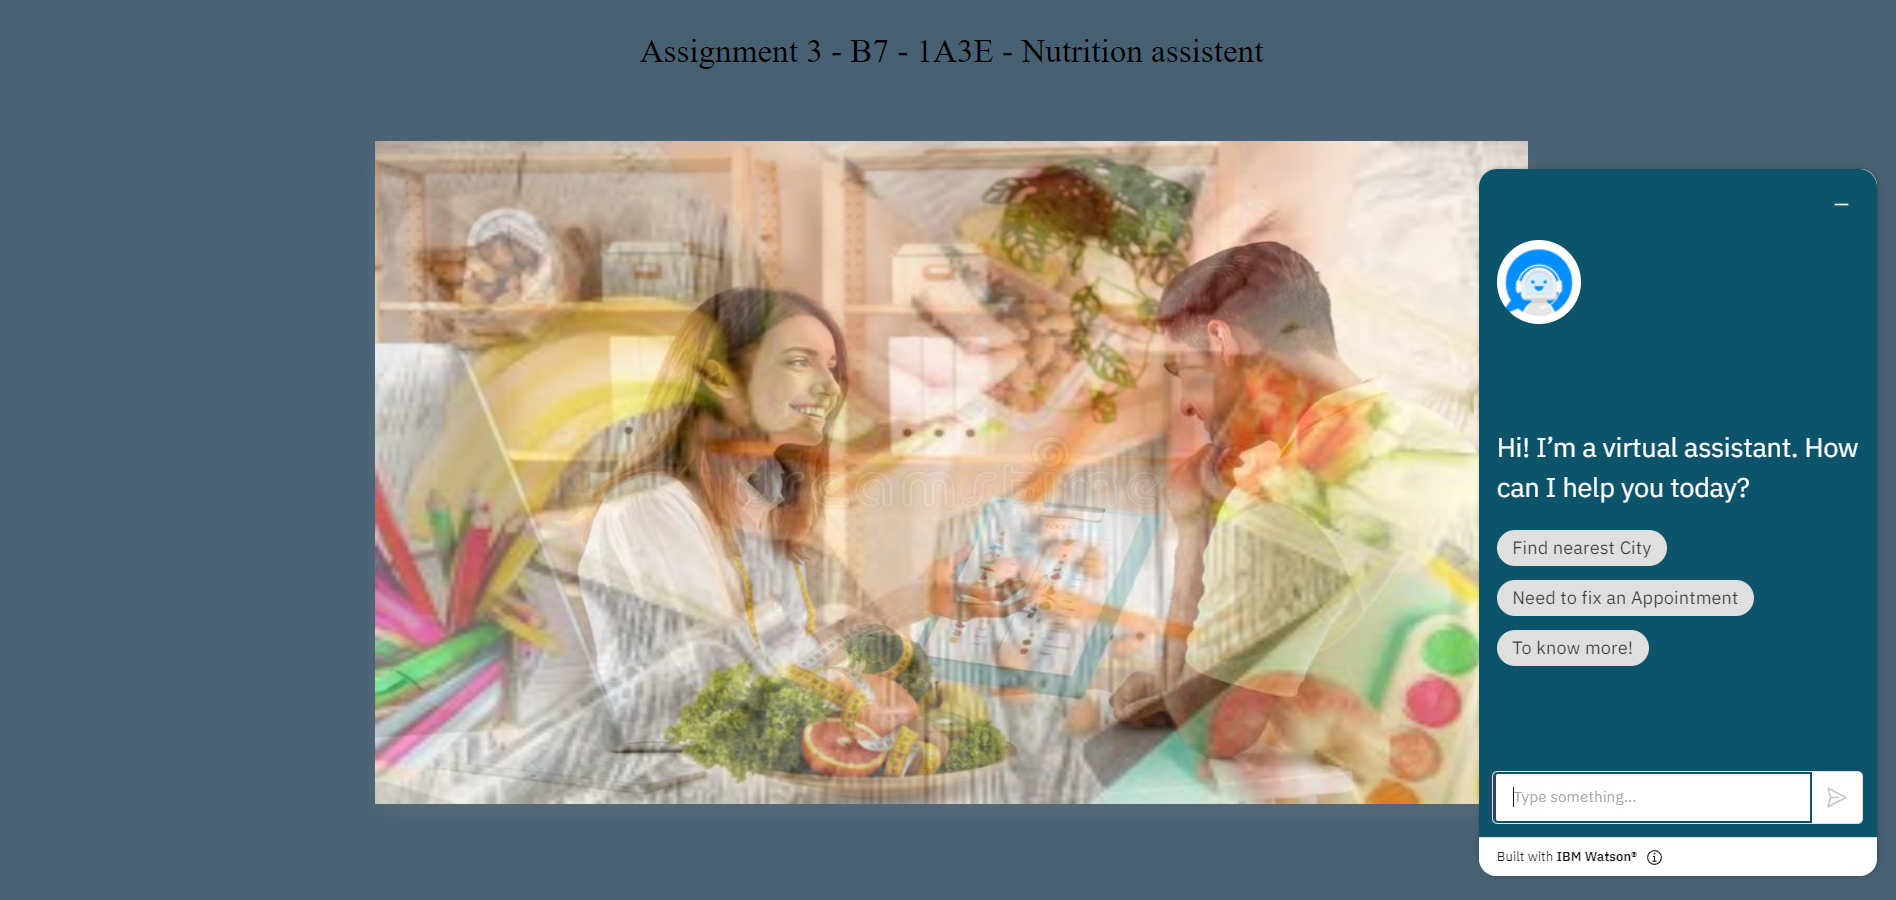 Assignment 3 - B7 - 1A3E - Nutrition assistent
dreamstime.
Hi! I’m a virtual assistant. How
can I help you today?
Find nearest City
Need to fix an Appointment
To know more!
Type something...
Built with IBM Watson®